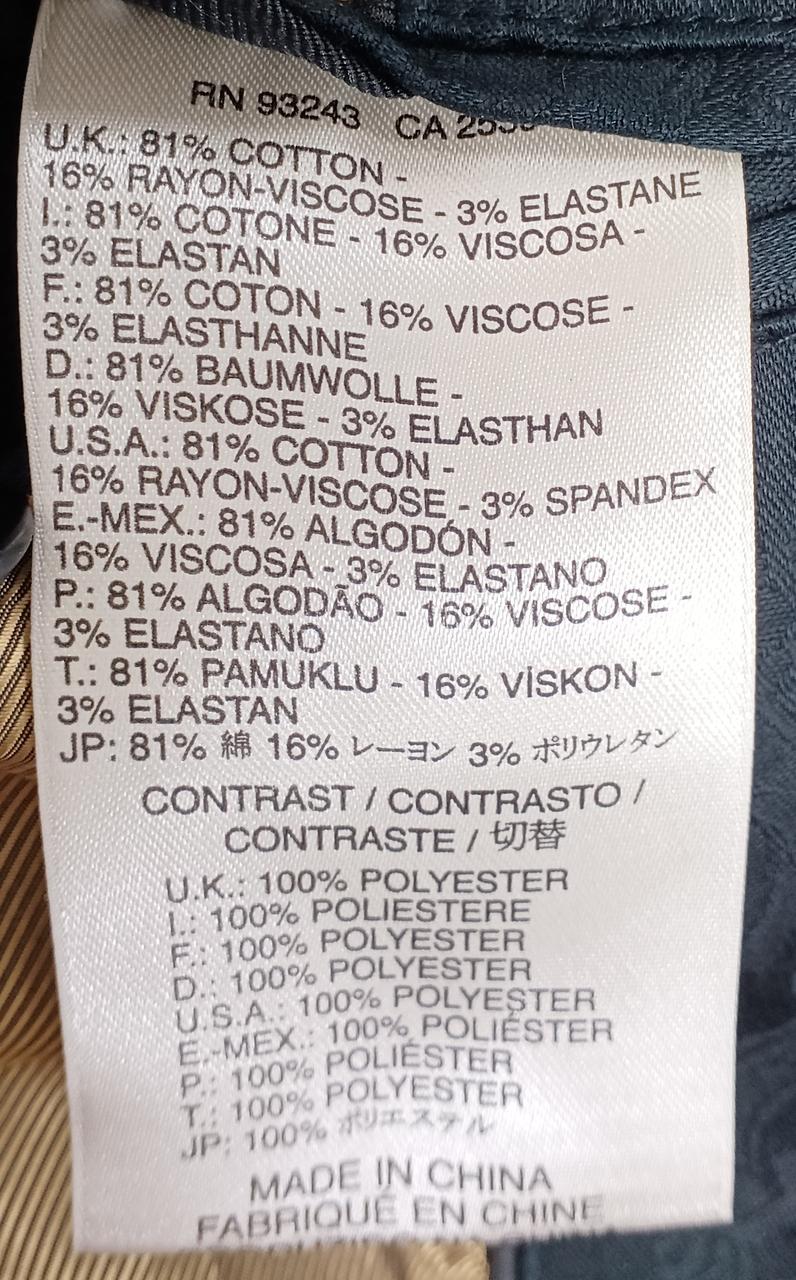 RN 93243 CA
U.K.: 81% COTTON -
16% RAYON-VISCOSE - 3% ELASTANE
I.: 81% COTONE - 16% VISCOSA -
3% ELASTAN
F.: 81% COTON - 16% VISCOSE -
3% ELASTHANNE
D.: 81% BAUMWOLLE -
16% VISKOSE - 3% ELASTHAN
U.S.A.: 81% COTTON -
16% RAYON-VISCOSE - 3% SPANDEX
E.-MEX.: 81% ALGODÓN -
16% VISCOSA - 3% ELASTANO
P.: 81% ALGODÃO - 16% VISCOSE -
3% ELASTANO
T.: 81% PAMUKLU - 16% VİSKON -
3% ELASTAN
JP: 81% 綿 16% レーヨン 3% ポリウレタン
CONTRAST / CONTRASTO /
CONTRASTE / 切替
U.K.: 100% POLYESTER
I.: 100% POLIESTERE
F.: 100% POLYESTER
D.: 100% POLYESTER
U.S.A.: 100% POLYESTER
E.-MEX.: 100% POLIÉSTER
P.: 100% POLIÉSTER
T.: 100% POLYESTER
JP: 100% ポリエステル
MADE IN CHINA
FABRIQUÉ EN CHINE